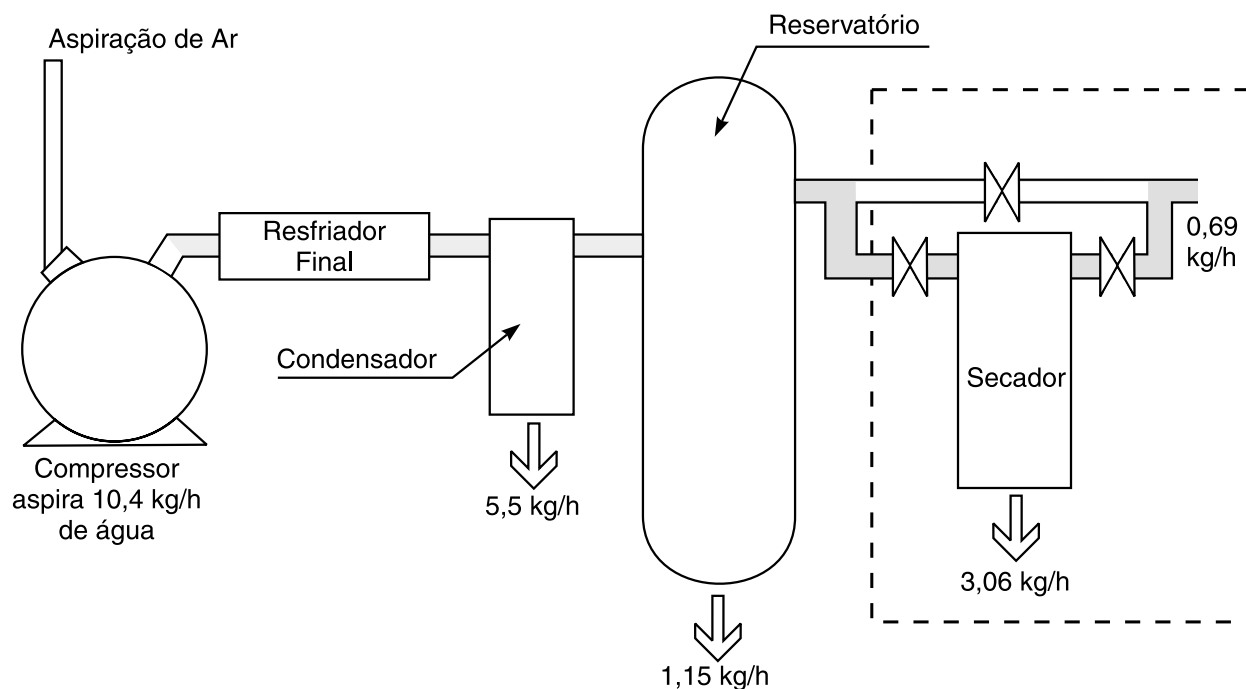 Aspiração de Ar
Reservatório
Resfriador
Final
0,69
kg/h
Condensador
Secador
Compressor
aspira 10,4 kg/h
de água
5,5 kg/h
3,06 kg/h
1,15 kg/h